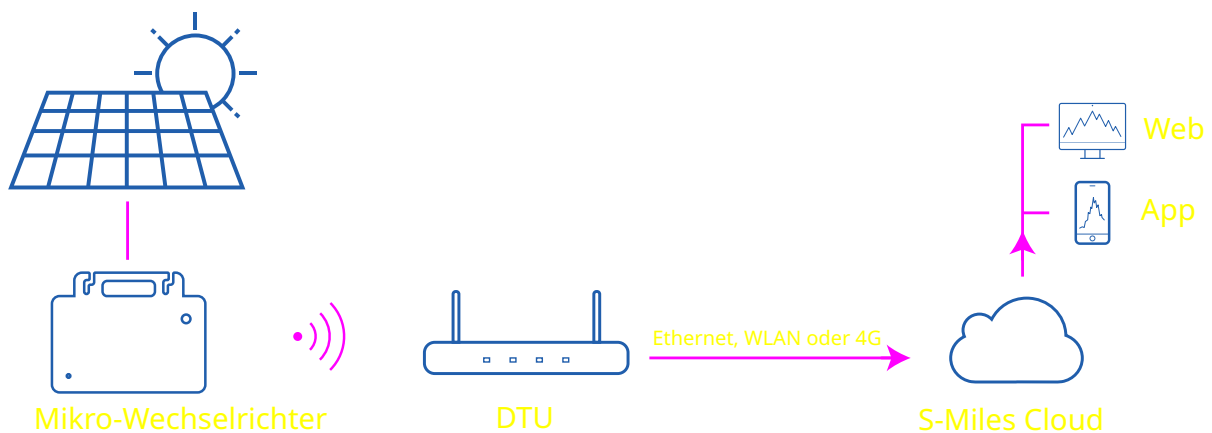 Web
App
Ethernet, WLAN oder 4G
Mikro-Wechselrichter
DTU
S-Miles Cloud